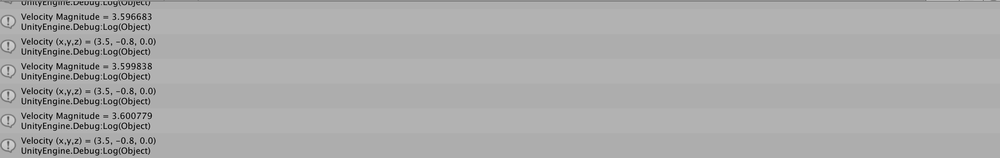 UnityEngine.Debug:Log(Object)
Velocity Magnitude = 3.596683
UnityEngine.Debug:Log(Object)
Velocity (x,y,z) = (3.5, -0.8, 0.0)
UnityEngine.Debug:Log(Object)
Velocity Magnitude = 3.599838
UnityEngine.Debug:Log(Object)
Velocity (x,y,z) = (3.5, -0.8, 0.0)
UnityEngine.Debug:Log(Object)
Velocity Magnitude = 3.600779
UnityEngine.Debug:Log(Object)
Velocity (x,y,z) = (3.5, -0.8, 0.0)
UnityEngine.Debug:Log(Object)